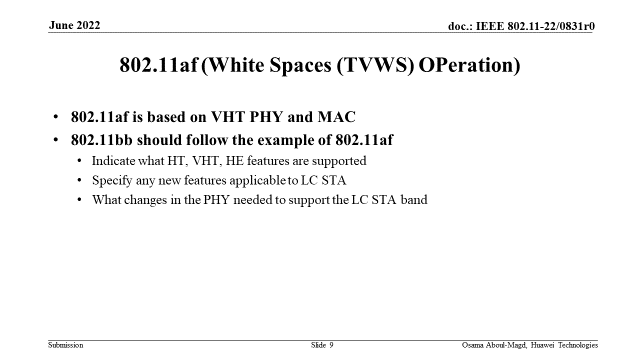 June 2022 doc.: IEEE 802.11-22/0831r0
802.11af (White Spaces (TVWS) OPeration)
• 802.11af is based on VHT PHY and MAC
• 802.11bb should follow the example of 802.11af
• Indicate what HT, VHT, HE features are supported
• Specify any new features applicable to LC STA
• What changes in the PHY needed to support the LC STA band
Submission Slide 9 Osama Aboul-Magd, Huawei Technologies